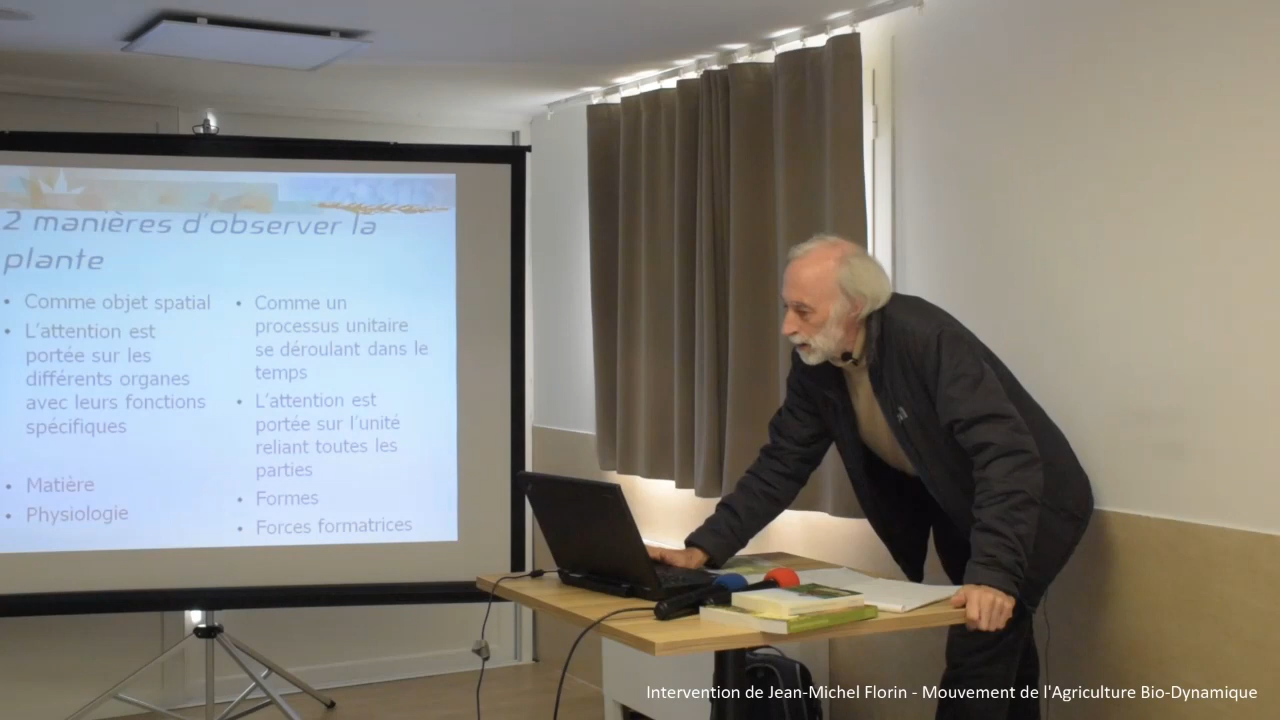 2 manières d'observer la
plante
• Comme objet spatial
• L'attention est
portée sur les
différents organes
avec leurs fonctions
spécifiques
• Matière
• Physiologie
• Comme un
processus unitaire
se déroulant dans le
temps
• L'attention est
portée sur l'unité
reliant toutes les
parties
• Formes
• Forces formatrices
Intervention de Jean-Michel Florin - Mouvement de l'Agriculture Bio-Dynamique